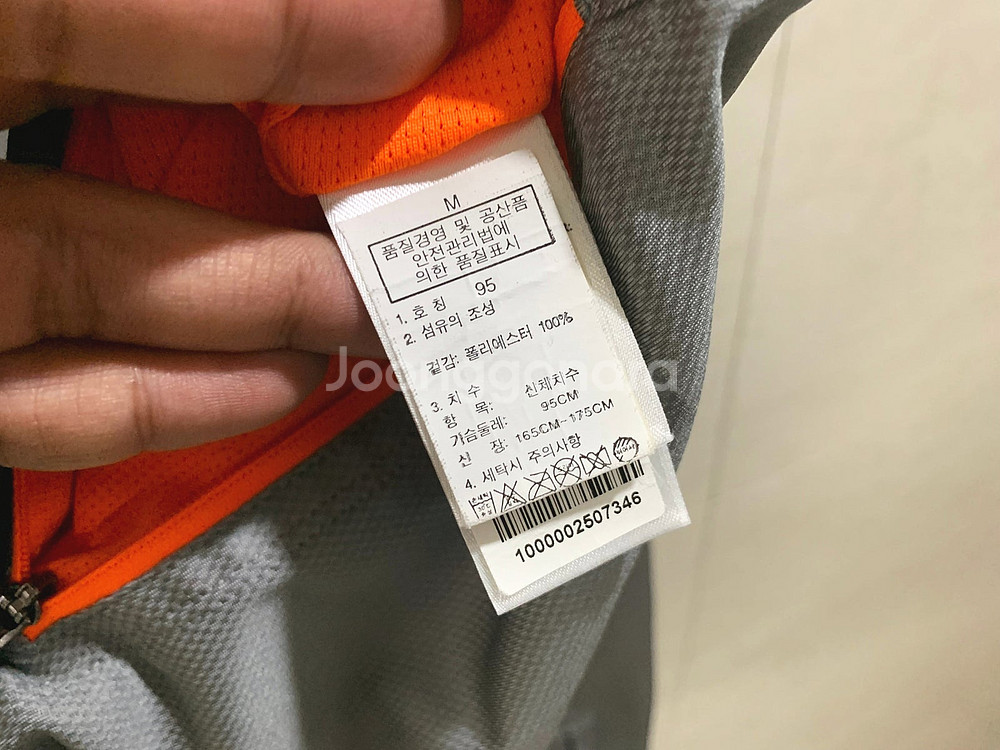 M
품질경영 및 공산품
안전관리법에
의한 품질표시
1. 호 칭 95
2. 섬유의 조성
겉감: 폴리에스터 100%
3. 치 수 신체치수
항 목: 95CM
가슴둘레: 165CM~175CM
신 장:
4. 세탁시 주의사항
1000002507346
Joonggonara